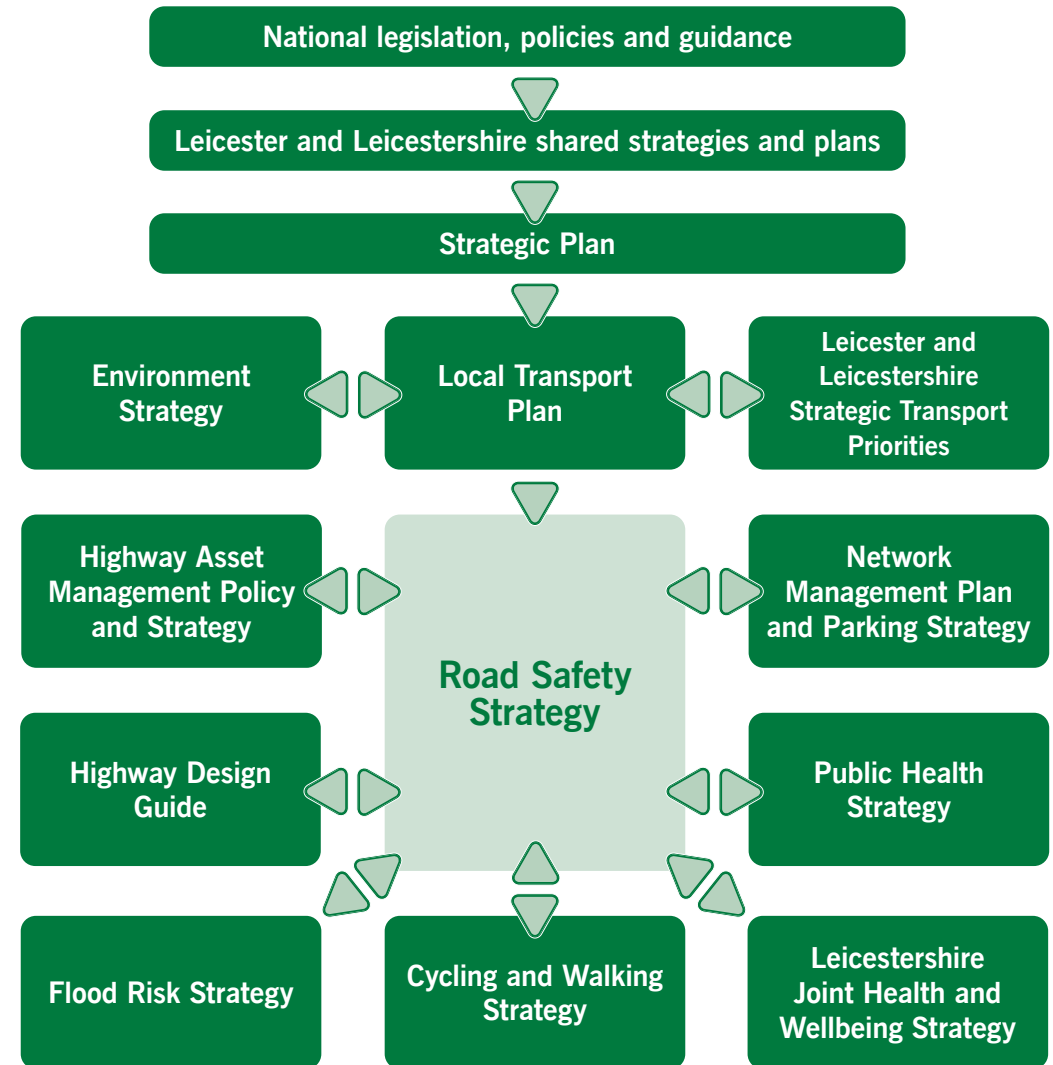 National legislation, policies and guidance
Leicester and Leicestershire shared strategies and plans
Strategic Plan
Environment
Strategy
Local Transport
Plan
Leicester and
Leicestershire
Strategic Transport
Priorities
Highway Asset
Management Policy
and Strategy
Road Safety
Strategy
Network
Management Plan
and Parking Strategy
Highway Design
Guide
Public Health
Strategy
Flood Risk Strategy
Cycling and Walking
Strategy
Leicestershire
Joint Health and
Wellbeing Strategy